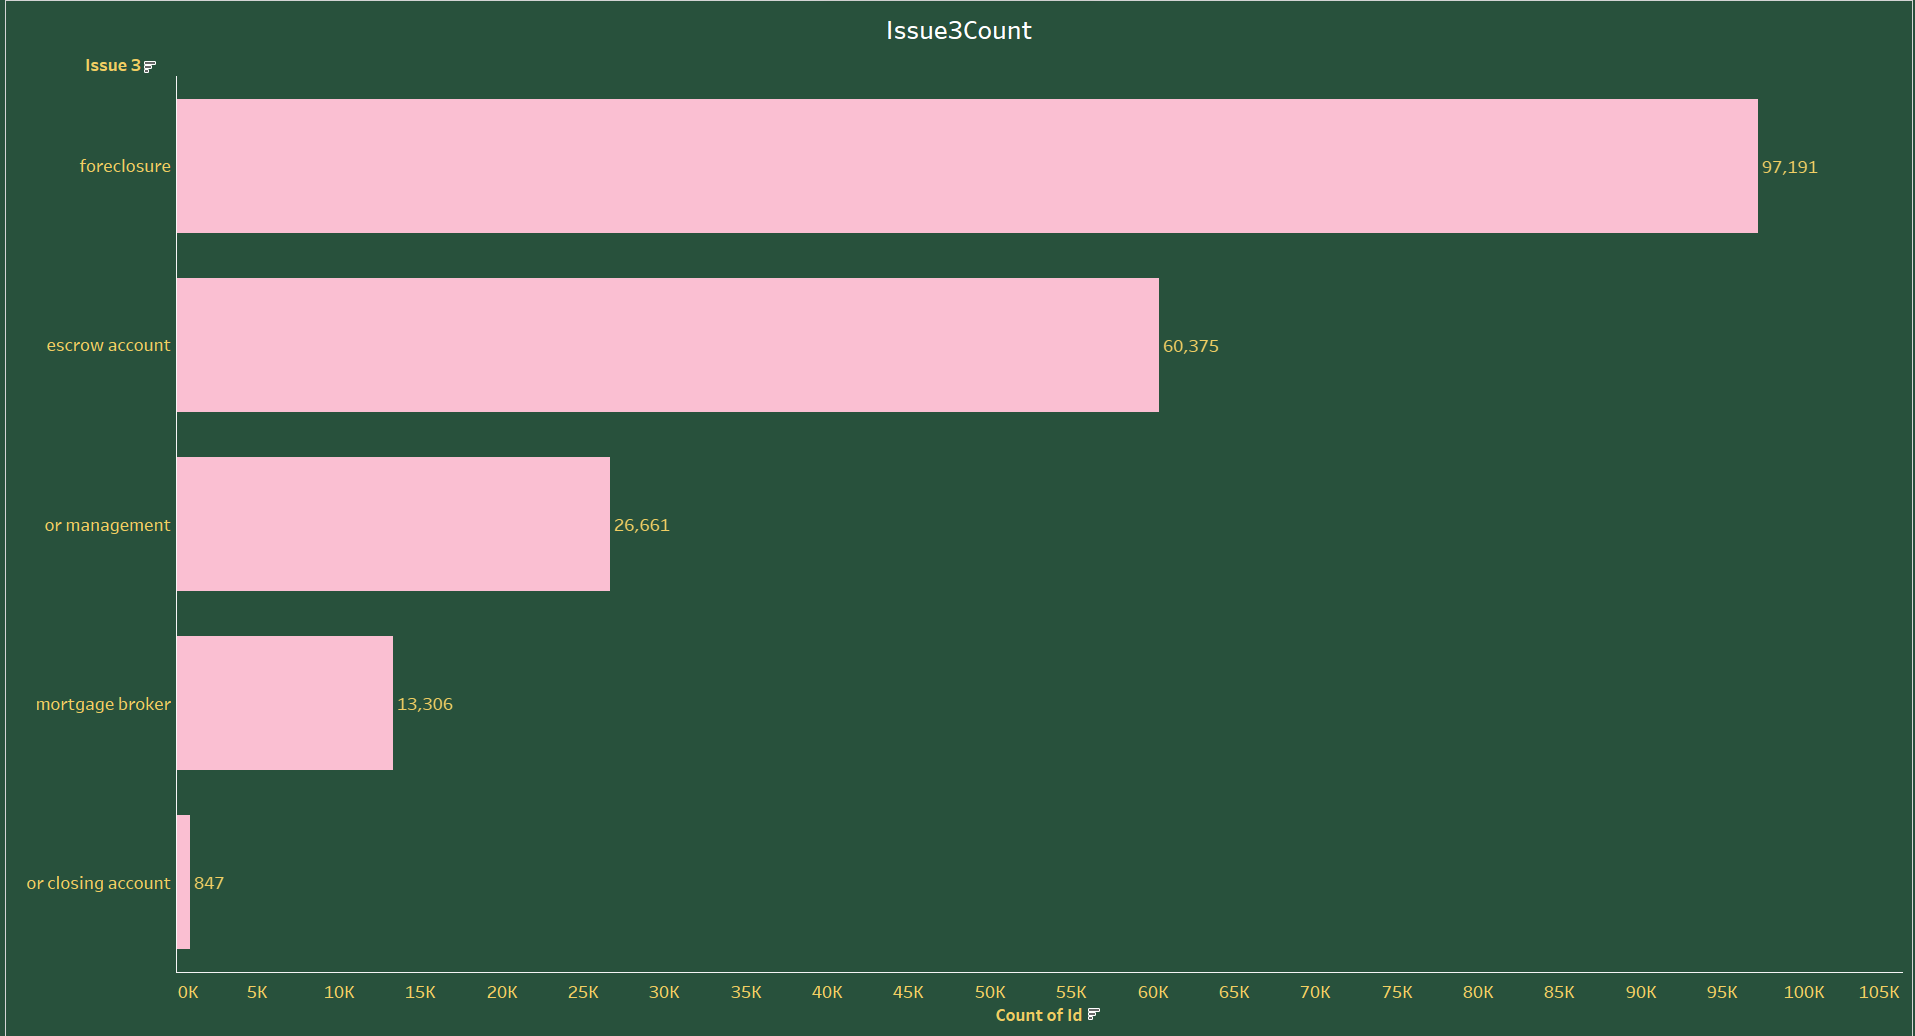 Issue3Count
Issue 3
foreclosure 97,191
escrow account 60,375
or management 26,661
mortgage broker 13,306
or closing account 847
0K 5K 10K 15K 20K 25K 30K 35K 40K 45K 50K 55K 60K 65K 70K 75K 80K 85K 90K 95K 100K 105K
Count of Id